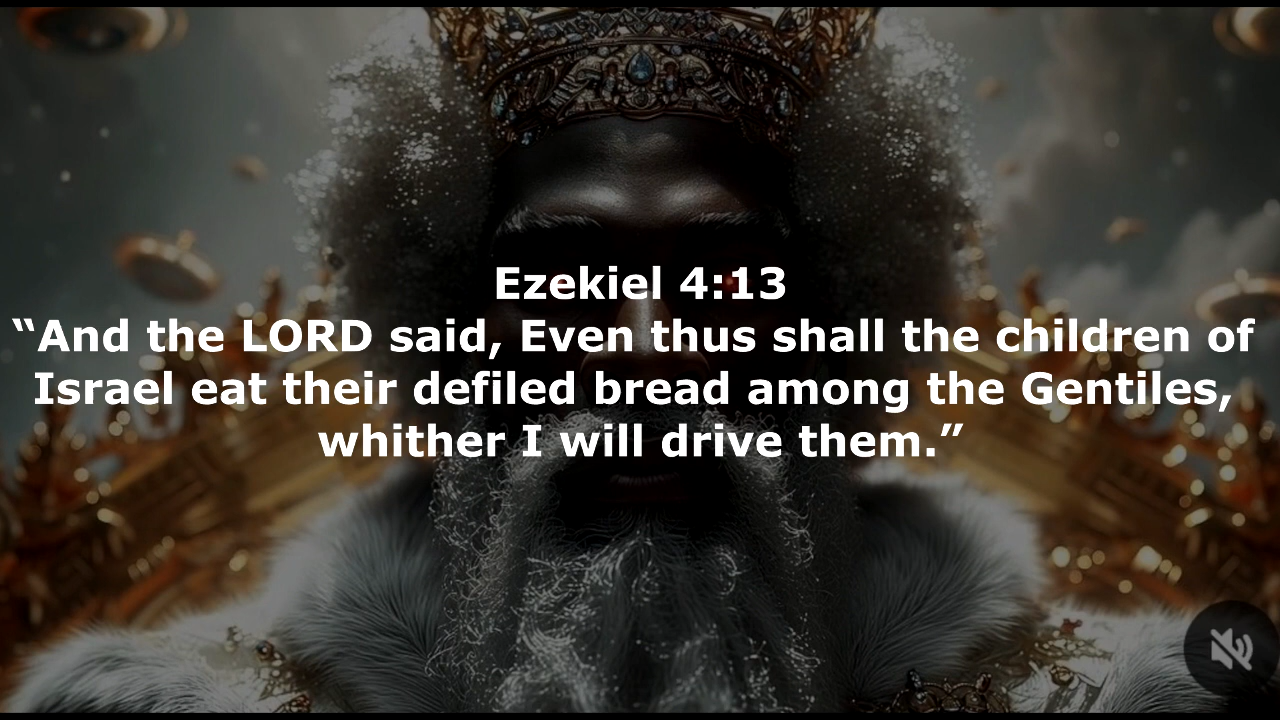 Ezekiel 4:13
“And the LORD said, Even thus shall the children of
Israel eat their defiled bread among the Gentiles,
whither I will drive them.”